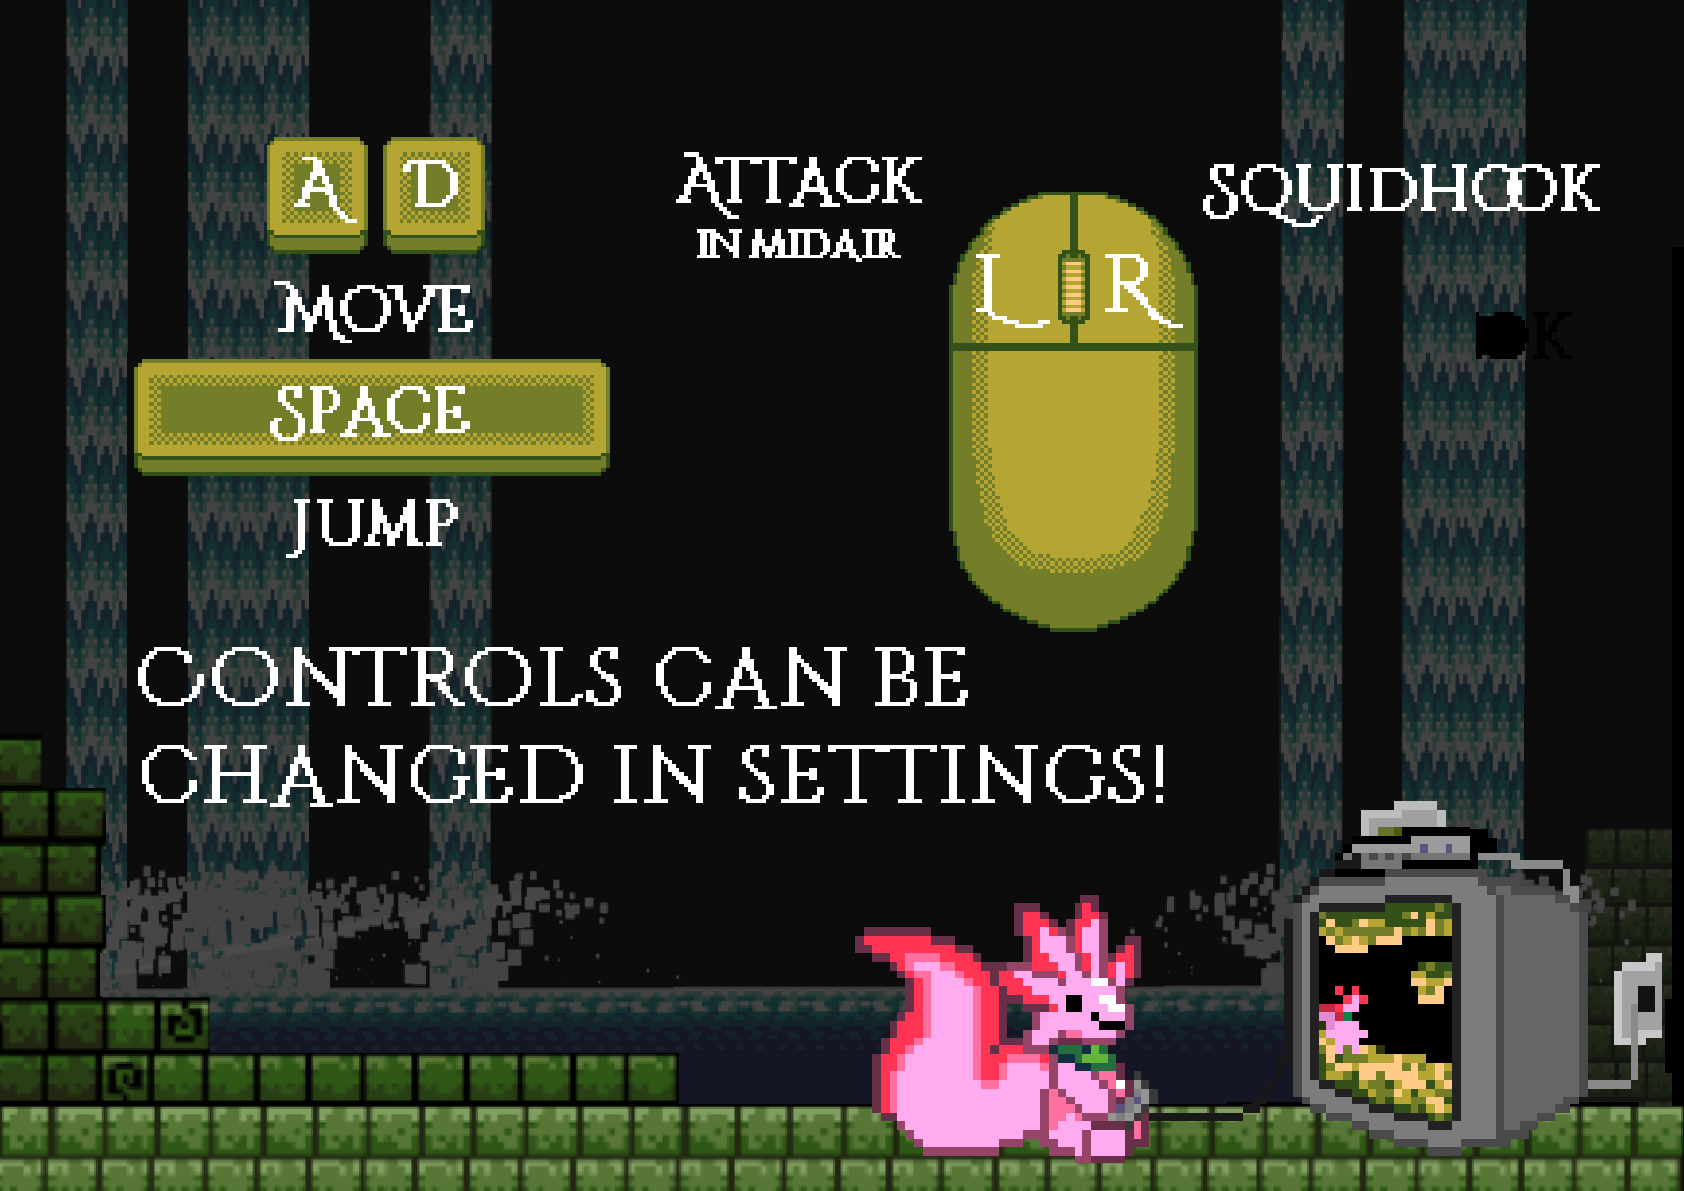 A D
MOVE
SPACE
JUMP
ATTACK
IN MIDAIR
L R
SQUIDHOOK
CONTROLS CAN BE
CHANGED IN SETTINGS!